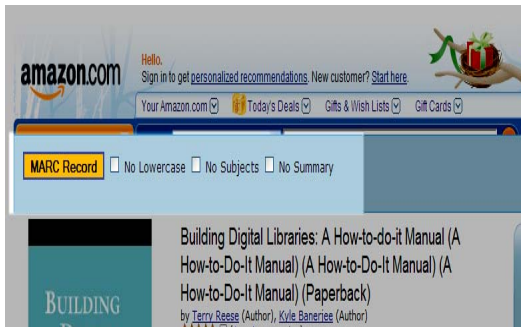 amazon.com
Hello.
Sign in to get personalized recommendations. New customer? Start here.
Your Amazon.com Today's Deals Gifts & Wish Lists Gift Cards
MARC Record No Lowercase No Subjects No Summary
Building Digital Libraries: A How-to-do-it Manual (A
How-to-Do-It Manual) (A How-to-Do-It Manual) (A
How-to-Do-It Manual) (Paperback)
by Terry Reese (Author), Kyle Banerjee (Author)
BUILDING